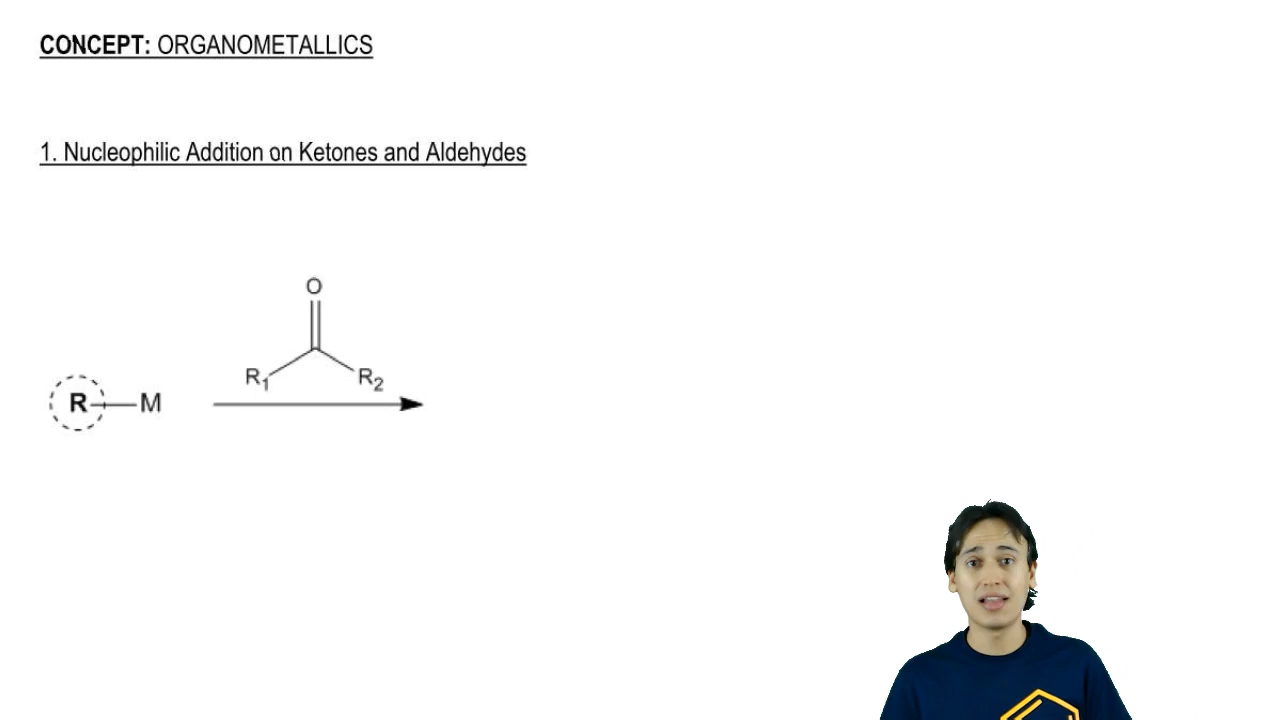 CONCEPT: ORGANOMETALLICS
1. Nucleophilic Addition on Ketones and Aldehydes
O
R1 R2
R M